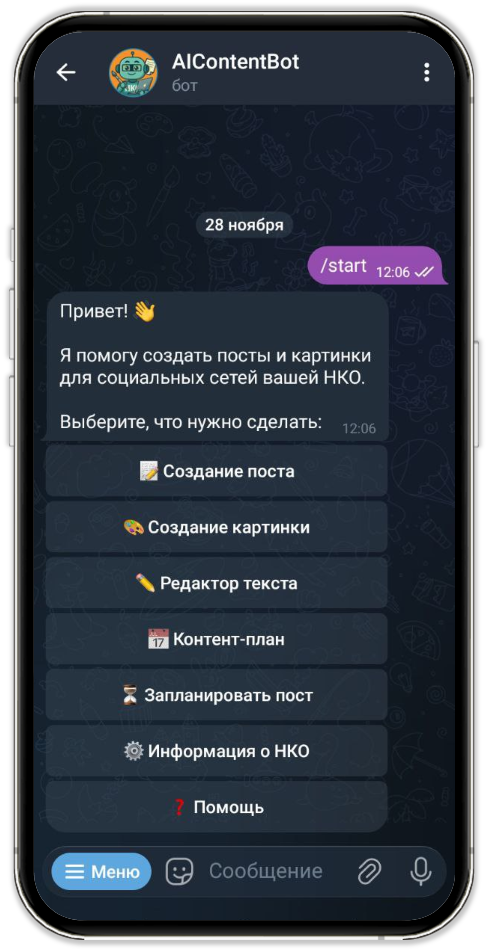 AIContentBot
бот
28 ноября
/start 12:06
Привет! 👋
Я помогу создать посты и картинки
для социальных сетей вашей НКО.
Выберите, что нужно сделать: 12:06
📝 Создание поста
🎨 Создание картинки
✏️ Редактор текста
📅 Контент-план
⏳ Запланировать пост
⚙️ Информация о НКО
❓ Помощь
Меню Сообщение